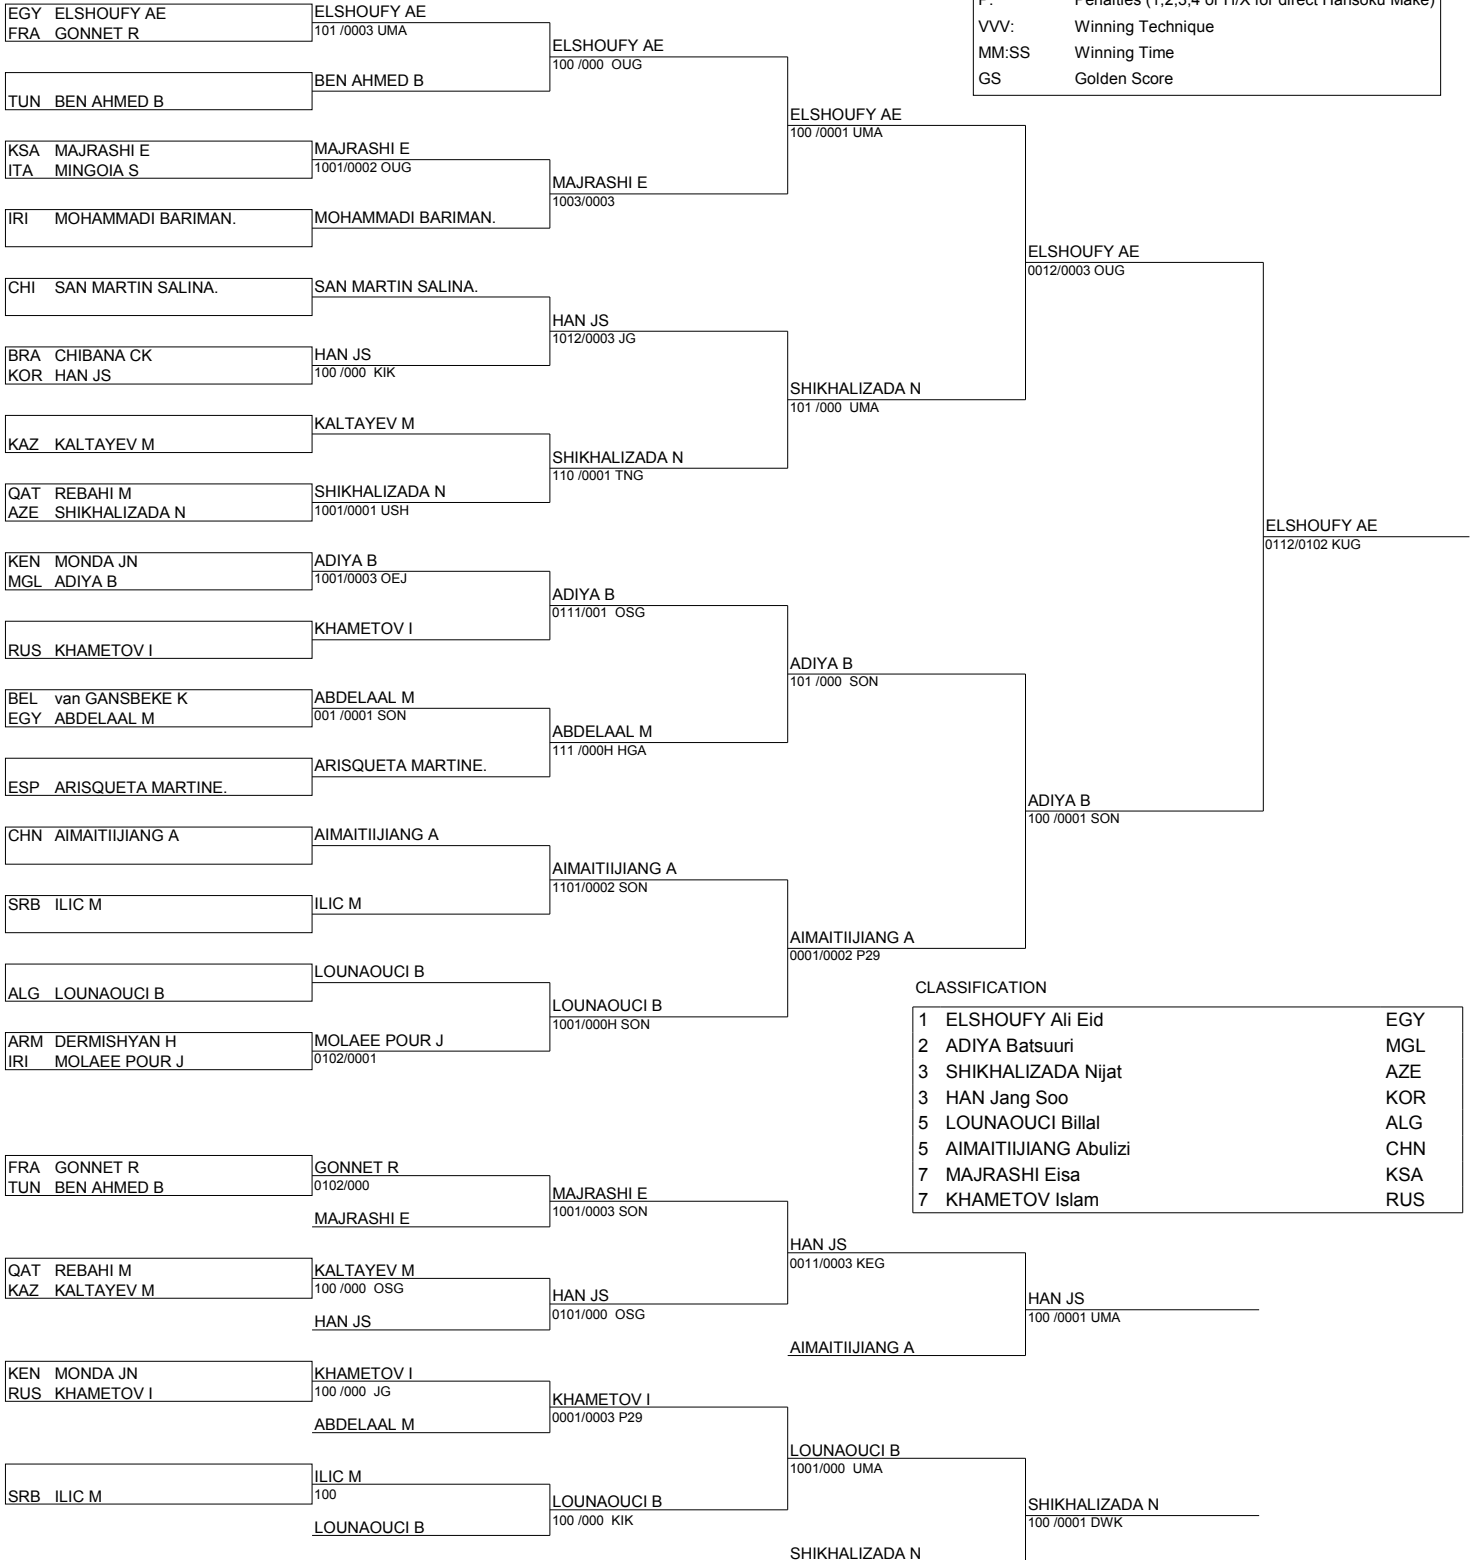 P: Penalties (1,2,3,4 or H/X for direct Hansoku Make)
VVV: Winning Technique
MM:SS Winning Time
GS Golden Score
EGY ELSHOUFY AE
FRA GONNET R
TUN BEN AHMED B
KSA MAJRASHI E
ITA MINGOIA S
IRI MOHAMMADI BARIMAN.
CHI SAN MARTIN SALINA.
BRA CHIBANA CK
KOR HAN JS
KAZ KALTAYEV M
QAT REBAHI M
AZE SHIKHALIZADA N
KEN MONDA JN
MGL ADIYA B
RUS KHAMETOV I
BEL van GANSBEKE K
EGY ABDELAAL M
ESP ARISQUETA MARTINE.
CHN AIMAITIIJIANG A
SRB ILIC M
ALG LOUNAOUCI B
ARM DERMISHYAN H
IRI MOLAEE POUR J
ELSHOUFY AE
101 /0003 UMA
BEN AHMED B
MAJRASHI E
1001/0002 OUG
MOHAMMADI BARIMAN.
SAN MARTIN SALINA.
HAN JS
100 /000 KIK
KALTAYEV M
SHIKHALIZADA N
1001/0001 USH
ADIYA B
1001/0003 OEJ
KHAMETOV I
ABDELAAL M
001 /0001 SON
ARISQUETA MARTINE.
AIMAITIIJIANG A
ILIC M
LOUNAOUCI B
MOLAEE POUR J
0102/0001
ELSHOUFY AE
100 /000 OUG
MAJRASHI E
1003/0003
HAN JS
1012/0003 JG
SHIKHALIZADA N
110 /0001 TNG
ADIYA B
0111/001 OSG
ABDELAAL M
111 /000H HGA
AIMAITIIJIANG A
1101/0002 SON
LOUNAOUCI B
1001/000H SON
ELSHOUFY AE
100 /0001 UMA
SHIKHALIZADA N
101 /000 UMA
ADIYA B
101 /000 SON
AIMAITIIJIANG A
0001/0002 P29
ELSHOUFY AE
0012/0003 OUG
ADIYA B
100 /0001 SON
ELSHOUFY AE
0112/0102 KUG
CLASSIFICATION
1 ELSHOUFY Ali Eid EGY
2 ADIYA Batsuuri MGL
3 SHIKHALIZADA Nijat AZE
3 HAN Jang Soo KOR
5 LOUNAOUCI Billal ALG
5 AIMAITIIJIANG Abulizi CHN
7 MAJRASHI Eisa KSA
7 KHAMETOV Islam RUS
FRA GONNET R
TUN BEN AHMED B
QAT REBAHI M
KAZ KALTAYEV M
KEN MONDA JN
RUS KHAMETOV I
SRB ILIC M
GONNET R
0102/000
MAJRASHI E
KALTAYEV M
100 /000 OSG
HAN JS
KHAMETOV I
100 /000 JG
ABDELAAL M
ILIC M
100
LOUNAOUCI B
MAJRASHI E
1001/0003 SON
HAN JS
0101/000 OSG
KHAMETOV I
0001/0003 P29
LOUNAOUCI B
100 /000 KIK
HAN JS
0011/0003 KEG
AIMAITIIJIANG A
LOUNAOUCI B
1001/000 UMA
SHIKHALIZADA N
HAN JS
100 /0001 UMA
SHIKHALIZADA N
100 /0001 DWK